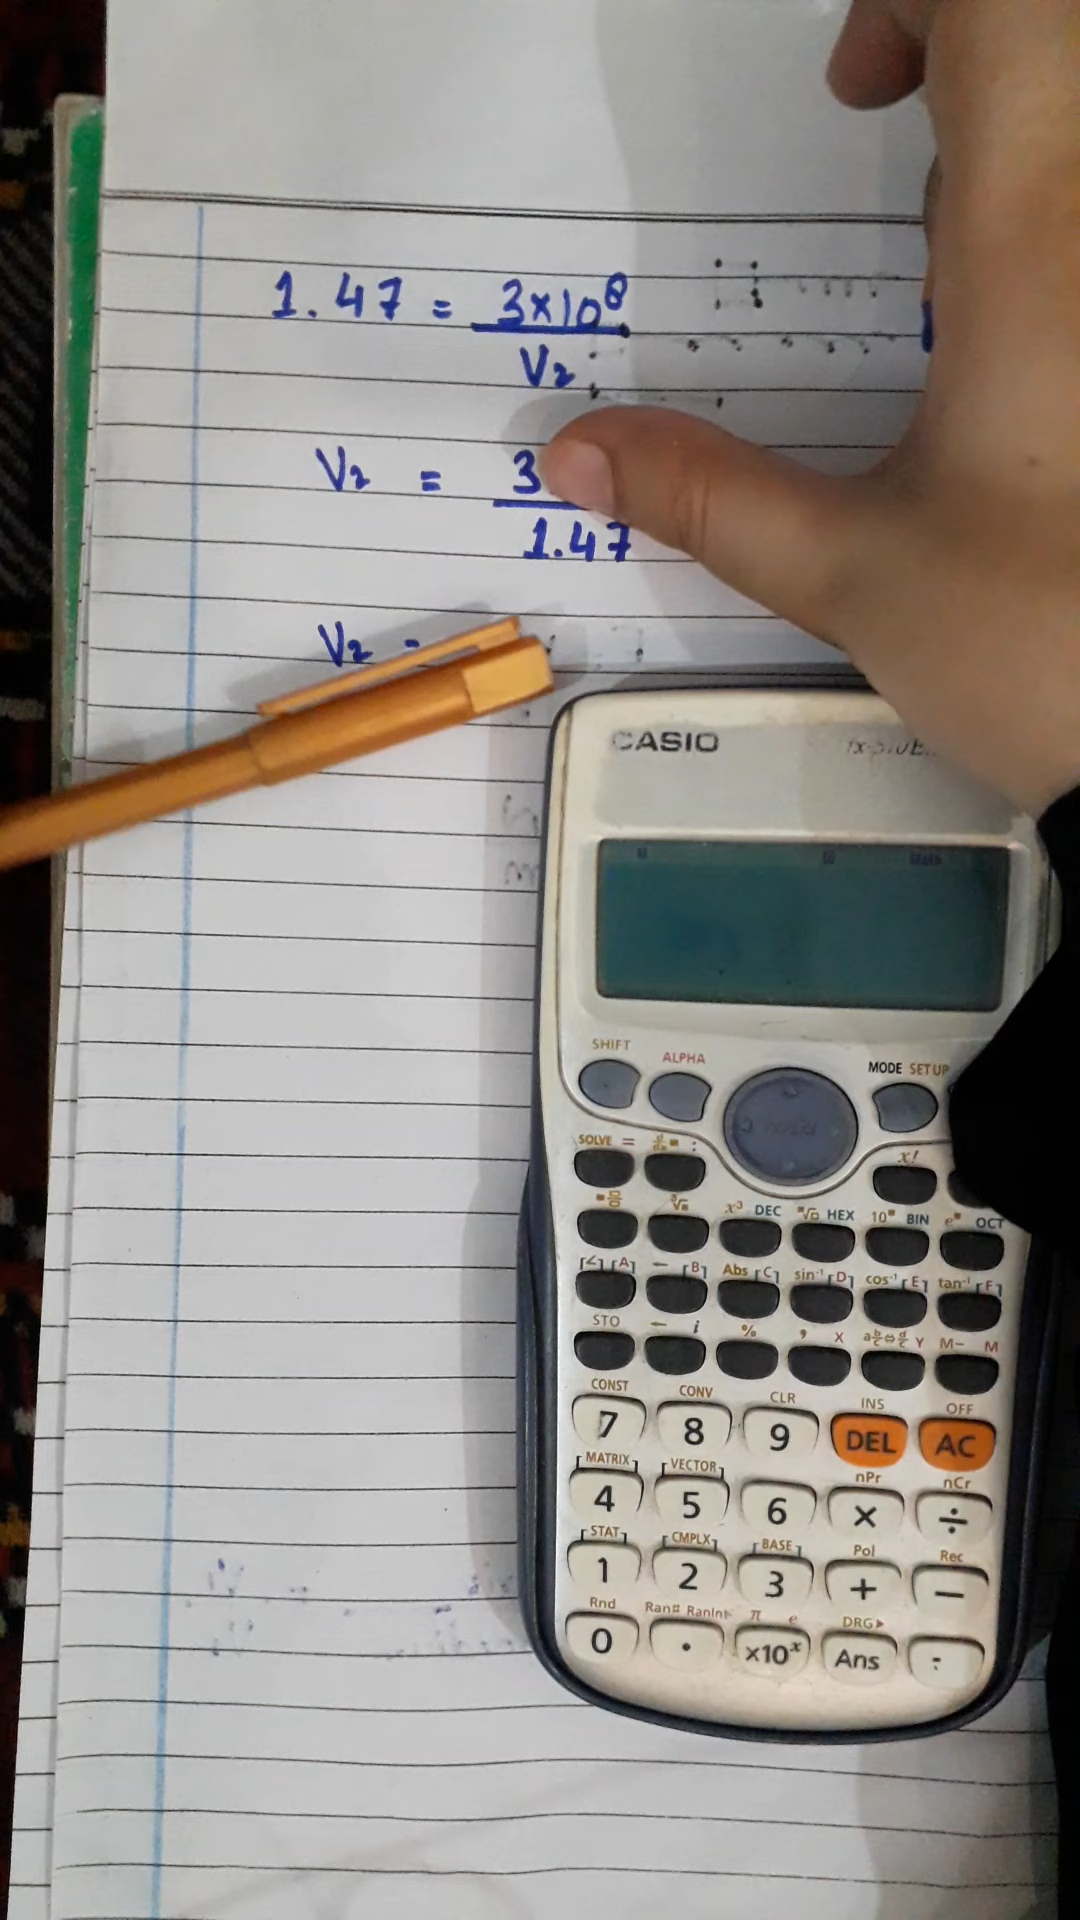 1.47 = 3×10⁸
V₂
V₂ = 3
1.47
V₂ =
CASIO
Math
SHIFT
ALPHA
MODE SETUP
SOLVE = :
x!
x³ DEC HEX 10 BIN e OCT
A B Abs C sin⁻¹ D cos⁻¹ E tan⁻¹ F
STO ← i % , X Y M– M
CONST CONV CLR INS OFF
7 8 9 DEL AC
MATRIX VECTOR nPr nCr
4 5 6 × ÷
STAT CMPLX BASE Pol Rec
1 2 3 + −
Rnd Ran# RanInt π e DRG▶
0 . ×10ˣ Ans